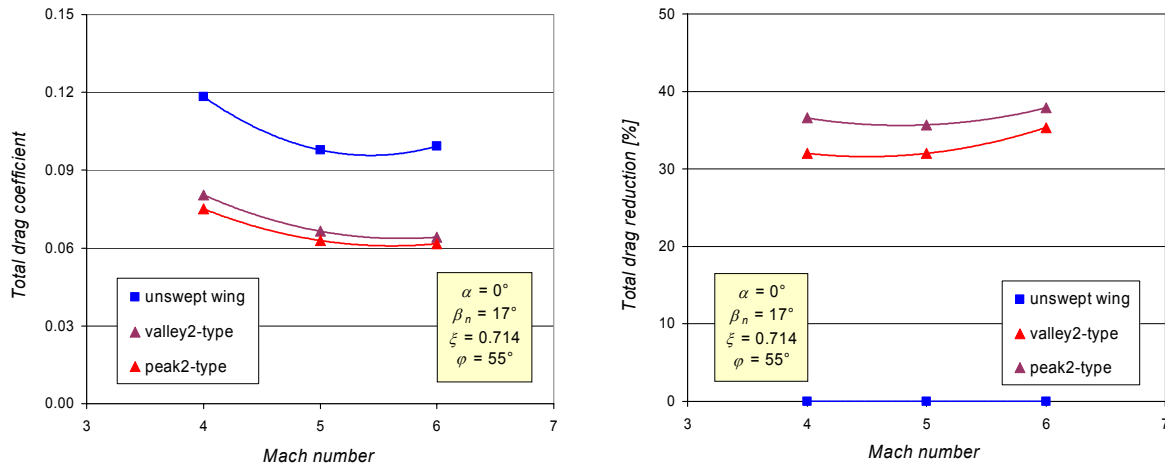 0.15
0.12
0.09
0.06
0.03
0.00
Total drag coefficient
unswept wing
valley2-type
peak2-type
α = 0°
βn = 17°
ξ = 0.714
φ = 55°
3 4 5 6 7
Mach number
50
40
30
20
10
0
Total drag reduction [%]
α = 0°
βn = 17°
ξ = 0.714
φ = 55°
unswept wing
valley2-type
peak2-type
3 4 5 6 7
Mach number